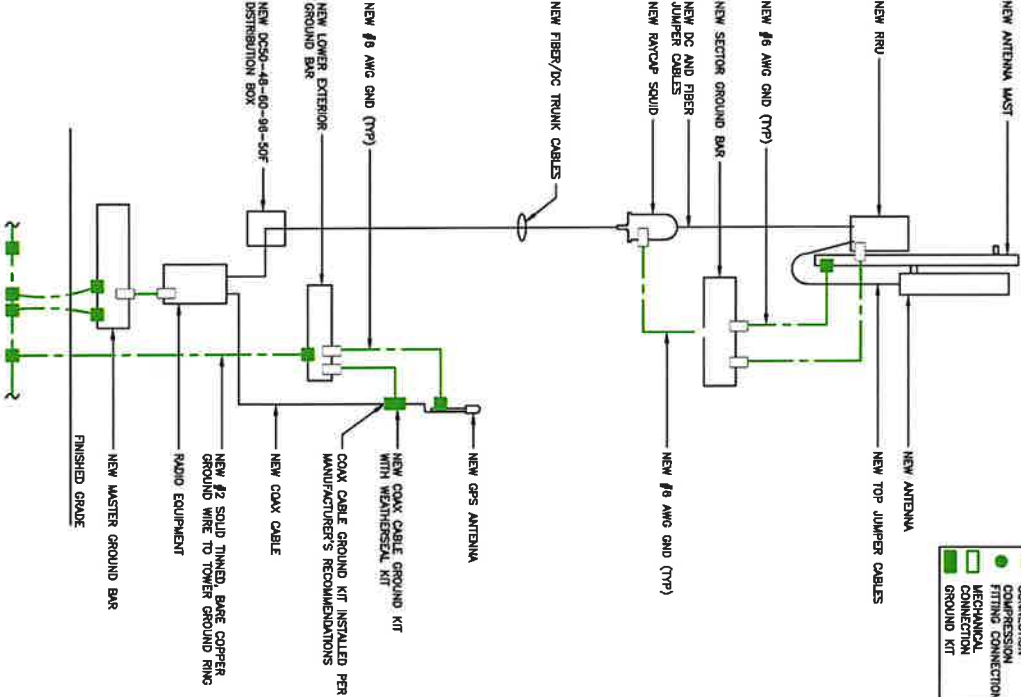 NEW ANTENNA MAST
NEW RRU
NEW #6 AWG GND (TYP)
NEW SECTOR GROUND BAR
NEW DC AND FIBER
JUMPER CABLES
NEW RAYCAP SQUID
NEW FIBER/DC TRUNK CABLES
NEW #6 AWG GND (TYP)
NEW LOWER EXTERIOR
GROUND BAR
NEW DC50-48-60-96-50F
DISTRIBUTION BOX
COMPRESSION
FITTING CONNECTION
MECHANICAL
CONNECTION
GROUND KIT
NEW ANTENNA
NEW TOP JUMPER CABLES
NEW #6 AWG GND (TYP)
NEW GPS ANTENNA
NEW COAX CABLE GROUND KIT
WITH WEATHERSEAL KIT
COAX CABLE GROUND KIT INSTALLED PER
MANUFACTURER'S RECOMMENDATIONS
NEW COAX CABLE
NEW #2 SOLID TINNED, BARE COPPER
GROUND WIRE TO TOWER GROUND RING
RADIO EQUIPMENT
NEW MASTER GROUND BAR
FINISHED GRADE